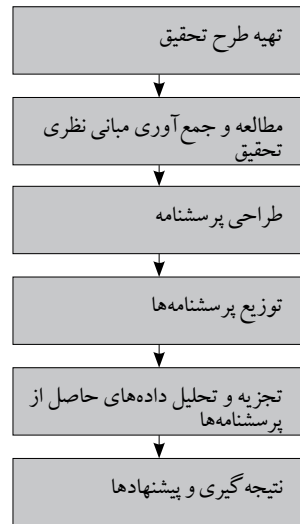 تهیه طرح تحقیق
مطالعه و جمع‌آوری مبانی نظری
تحقیق
طراحی پرسشنامه
توزیع پرسشنامه‌ها
تجزیه و تحلیل داده‌های حاصل از
پرسشنامه‌ها
نتیجه‌گیری و پیشنهادها